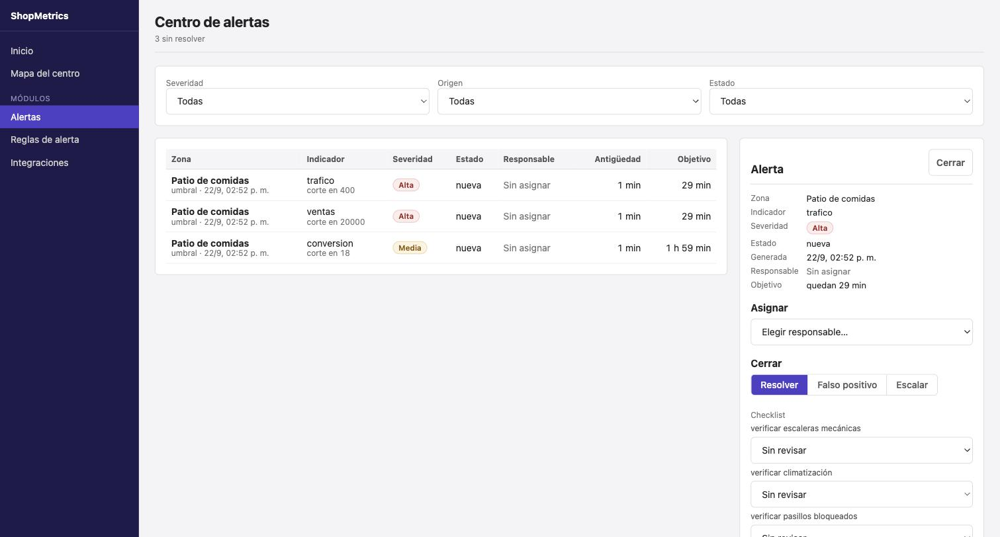 ShopMetrics
Inicio
Mapa del centro
MÓDULOS
Alertas
Reglas de alerta
Integraciones
Centro de alertas
3 sin resolver
Severidad Origen Estado
Todas Todas Todas
Zona Indicador Severidad Estado Responsable Antigüedad Objetivo
Patio de comidas trafico Alta nueva Sin asignar 1 min 29 min
umbral · 22/9, 02:52 p. m. corte en 400
Patio de comidas ventas Alta nueva Sin asignar 1 min 29 min
umbral · 22/9, 02:52 p. m. corte en 20000
Patio de comidas conversion Media nueva Sin asignar 1 min 1 h 59 min
umbral · 22/9, 02:52 p. m. corte en 18
Alerta Cerrar
Zona Patio de comidas
Indicador trafico
Severidad Alta
Estado nueva
Generada 22/9, 02:52 p. m.
Responsable Sin asignar
Objetivo quedan 29 min
Asignar
Elegir responsable...
Cerrar
Resolver Falso positivo Escalar
Checklist
verificar escaleras mecánicas
Sin revisar
verificar climatización
Sin revisar
verificar pasillos bloqueados